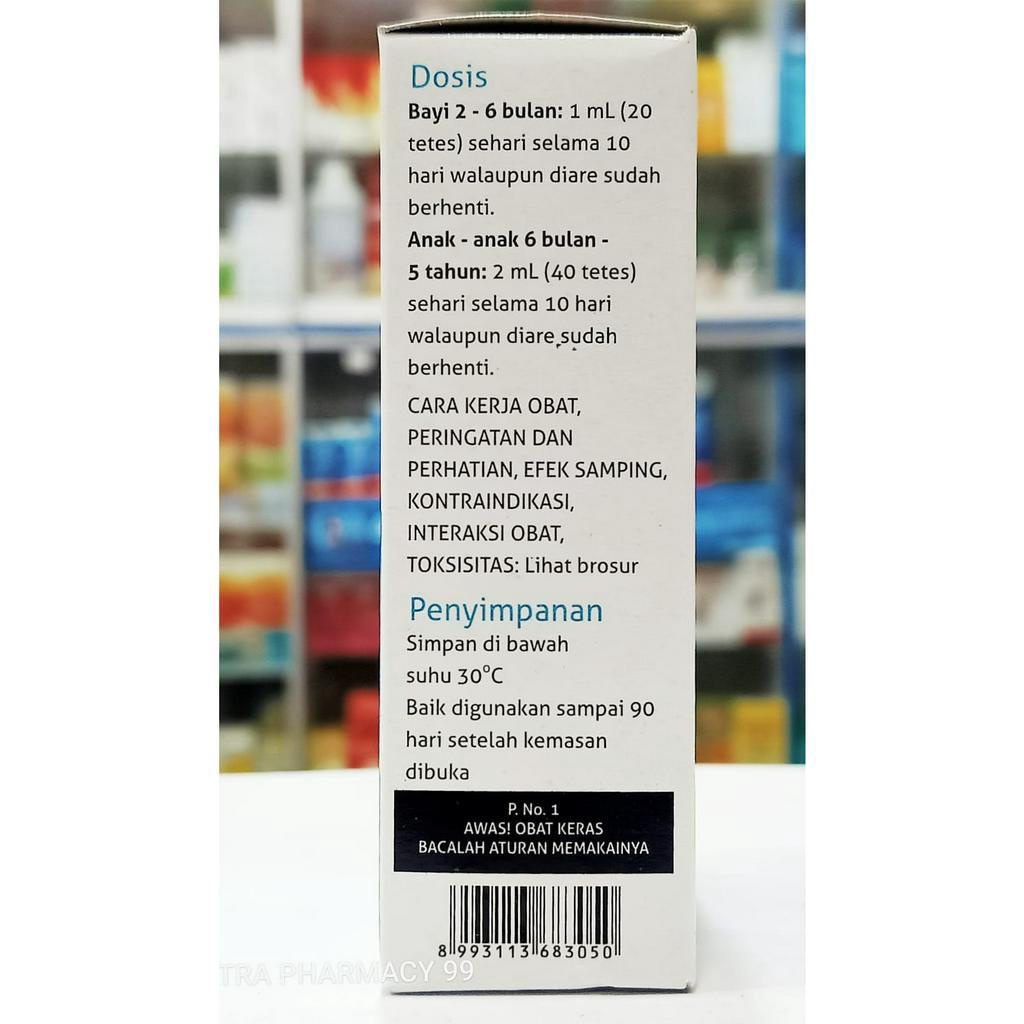 Dosis
Bayi 2 - 6 bulan: 1 mL (20
tetes) sehari selama 10
hari walaupun diare sudah
berhenti.
Anak - anak 6 bulan -
5 tahun: 2 mL (40 tetes)
sehari selama 10 hari
walaupun diare sudah
berhenti.
CARA KERJA OBAT,
PERINGATAN DAN
PERHATIAN, EFEK SAMPING,
KONTRAINDIKASI,
INTERAKSI OBAT,
TOKSISITAS: Lihat brosur
Penyimpanan
Simpan di bawah
suhu 30°C
Baik digunakan sampai 90
hari setelah kemasan
dibuka
P. No. 1
AWAS! OBAT KERAS
BACALAH ATURAN MEMAKAINYA
8 993113 683050
TRA PHARMACY 99